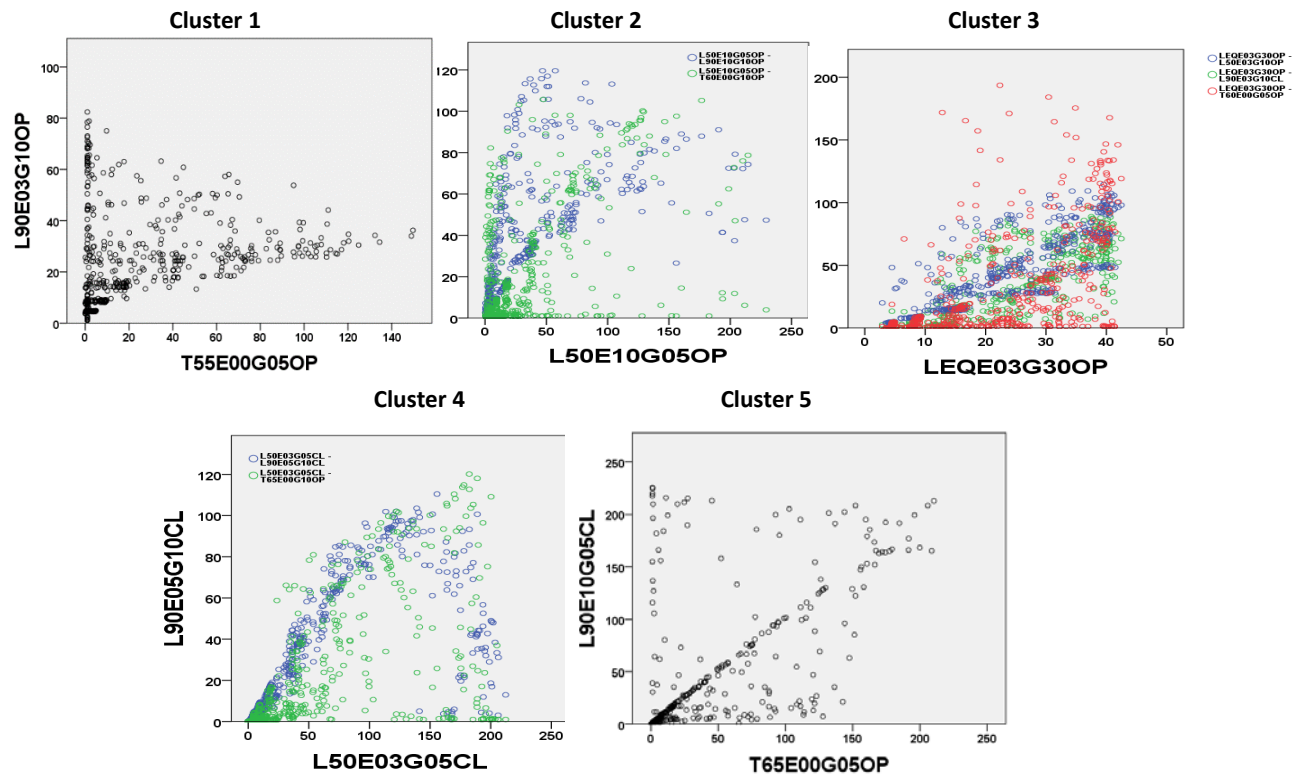 Cluster 1
100
80
60
40
20
0
L90E03G10OP
0 20 40 60 80 100 120 140
T55E00G05OP
Cluster 2
L50E10G05OP -
L90E10G10OP
L50E10G05OP -
T60E00G10OP
120
100
80
60
40
20
0
0 50 100 150 200 250
L50E10G05OP
Cluster 3
LEQE03G30OP -
L50E03G10OP
LEQE03G30OP -
L90E03G10CL
LEQE03G30OP -
T60E00G05OP
200
150
100
50
0
0 10 20 30 40 50
LEQE03G30OP
Cluster 4
L50E03G05CL -
L90E05G10CL
L50E03G05CL -
T65E00G10OP
120
100
80
60
40
20
0
L90E05G10CL
0 50 100 150 200 250
L50E03G05CL
Cluster 5
250
200
150
100
50
0
L90E10G05CL
0 50 100 150 200 250
T65E00G05OP